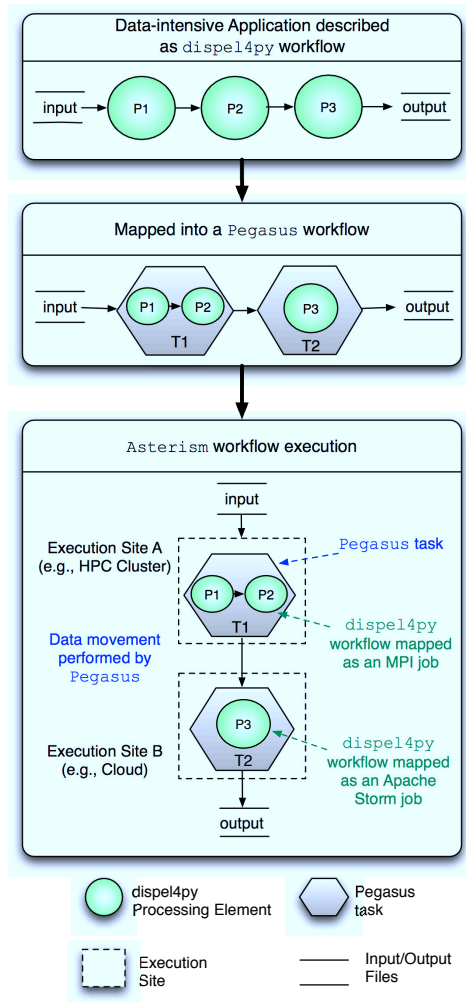 Data-intensive Application described
as dispel4py workflow
input
P1
P2
P3
output
Mapped into a Pegasus workflow
input
P1
P2
T1
P3
T2
output
Asterism workflow execution
input
Execution Site A
(e.g., HPC Cluster)
Pegasus task
P1
P2
T1
dispel4py
workflow mapped
as an MPI job
Data movement
performed by
Pegasus
P3
T2
Execution Site B
(e.g., Cloud)
dispel4py
workflow mapped
as an Apache
Storm job
output
dispel4py
Processing Element
Pegasus
task
Execution
Site
Input/Output
Files